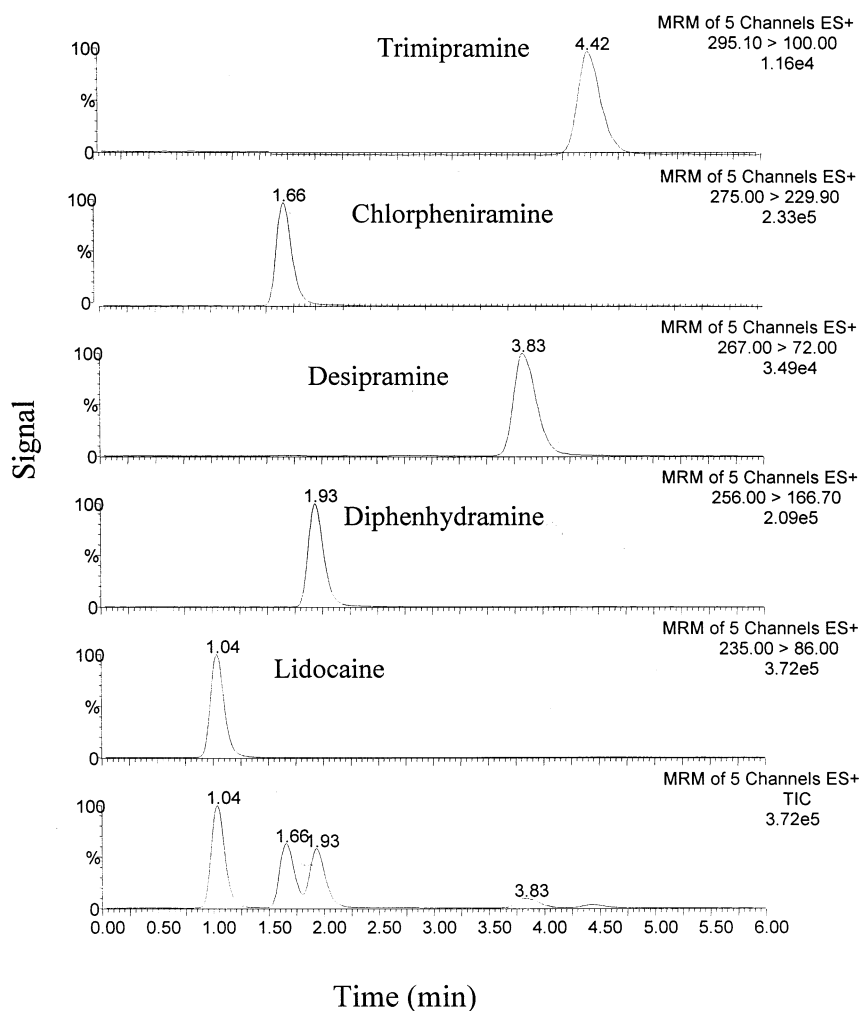 MRM of 5 Channels ES+
100
Trimipramine
4.42
295.10 > 100.00
1.16e4
%
0
MRM of 5 Channels ES+
100
1.66
Chlorpheniramine
275.00 > 229.90
2.33e5
%
0
MRM of 5 Channels ES+
100
3.83
267.00 > 72.00
3.49e4
Desipramine
%
0
Signal
MRM of 5 Channels ES+
100
1.93
256.00 > 166.70
Diphenhydramine
2.09e5
%
0
MRM of 5 Channels ES+
100
1.04
235.00 > 86.00
Lidocaine
3.72e5
%
0
MRM of 5 Channels ES+
100
1.04
TIC
3.72e5
1.66
1.93
%
3.83
0
0.00 0.50 1.00 1.50 2.00 2.50 3.00 3.50 4.00 4.50 5.00 5.50 6.00
Time (min)